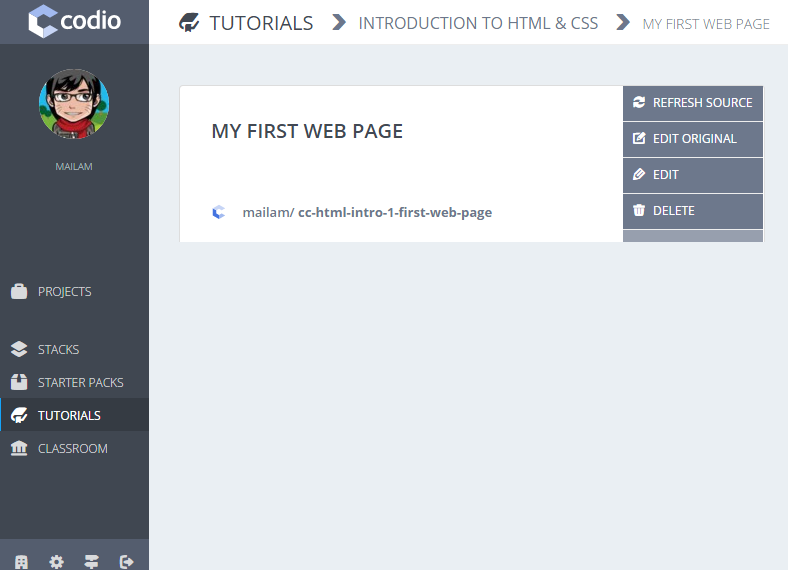 codio
TUTORIALS INTRODUCTION TO HTML & CSS MY FIRST WEB PAGE
MAILAM
PROJECTS
STACKS
STARTER PACKS
TUTORIALS
CLASSROOM
MY FIRST WEB PAGE
mailam/ cc-html-intro-1-first-web-page
REFRESH SOURCE
EDIT ORIGINAL
EDIT
DELETE